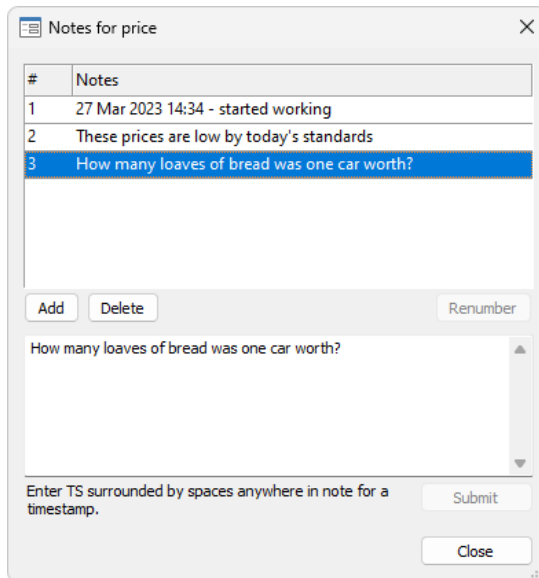 Notes for price
# Notes
1 27 Mar 2023 14:34 - started working
2 These prices are low by today's standards
3 How many loaves of bread was one car worth?
Add Delete Renumber
How many loaves of bread was one car worth?
Enter TS surrounded by spaces anywhere in note for a
timestamp.
Submit
Close